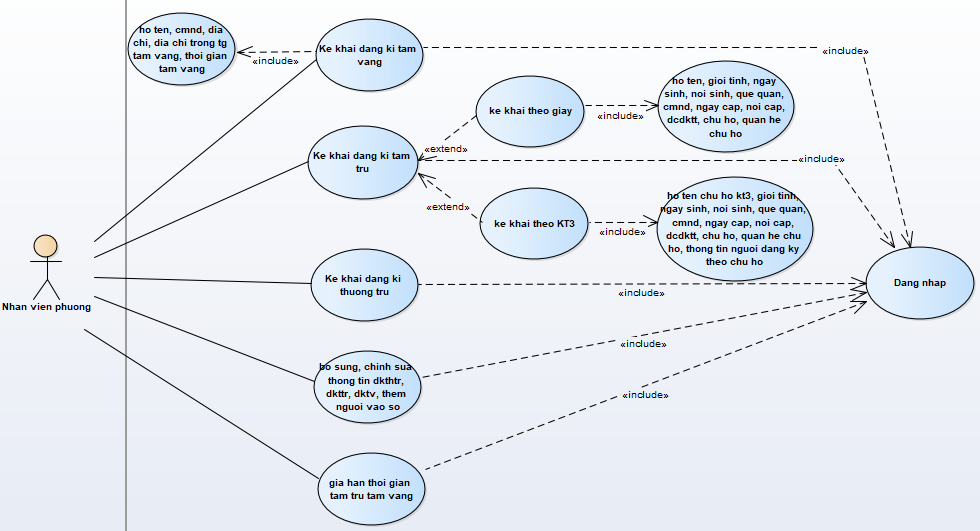 ho ten, cmnd, dia
chi, dia chi trong tg
tam vang, thoi gian
tam vang
«include»
Ke khai dang ki tam
vang
«include»
ke khai theo giay
«include»
ho ten, gioi tinh, ngay
sinh, noi sinh, que quan,
cmnd, ngay cap, noi cap,
dcdktt, chu ho, quan he
chu ho
«extend»
Ke khai dang ki tam
tru
«include»
«extend»
ke khai theo KT3
«include»
ho ten chu ho kt3, gioi tinh,
ngay sinh, noi sinh, que quan,
cmnd, ngay cap, noi cap,
dcdktt, chu ho, quan he chu
ho, thong tin nguoi dang ky
theo chu ho
Nhan vien phuong
Ke khai dang ki
thuong tru
«include»
Dang nhap
bo sung, chinh sua
thong tin dkthtr,
dkttr, dktv, them
nguoi vao so
«include»
gia han thoi gian
tam tru tam vang
«include»